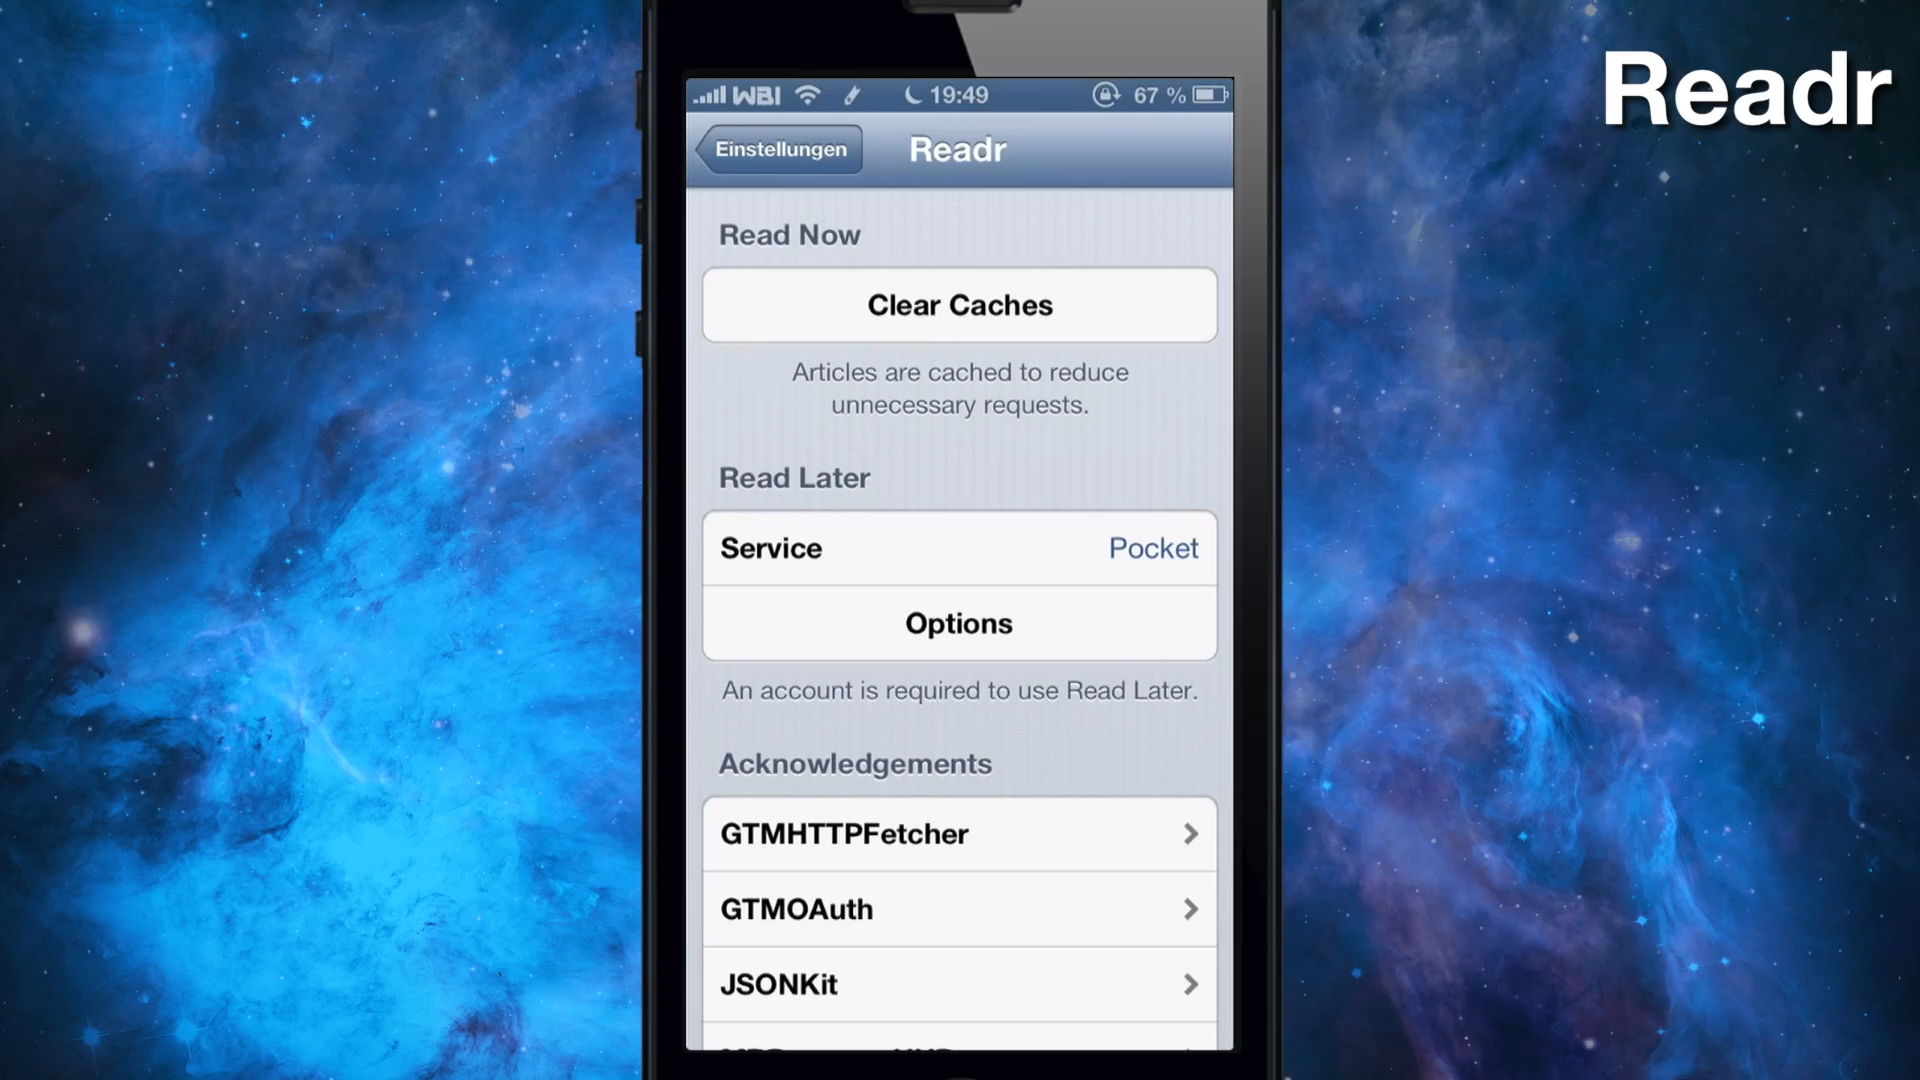 Readr
WBI 19:49 67 %
Einstellungen Readr
Read Now
Clear Caches
Articles are cached to reduce
unnecessary requests.
Read Later
Service Pocket
Options
An account is required to use Read Later.
Acknowledgements
GTMHTTPFetcher
GTMOAuth
JSONKit